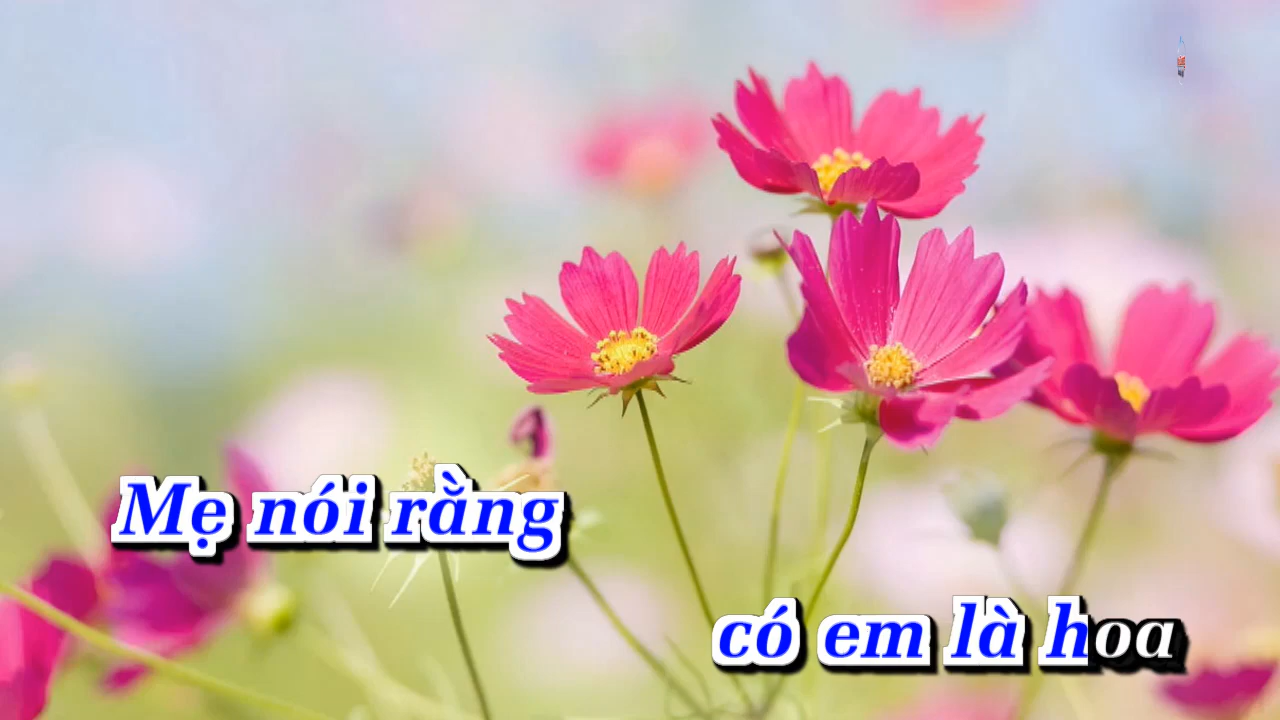 Mẹ nói rằng
có em là hoa